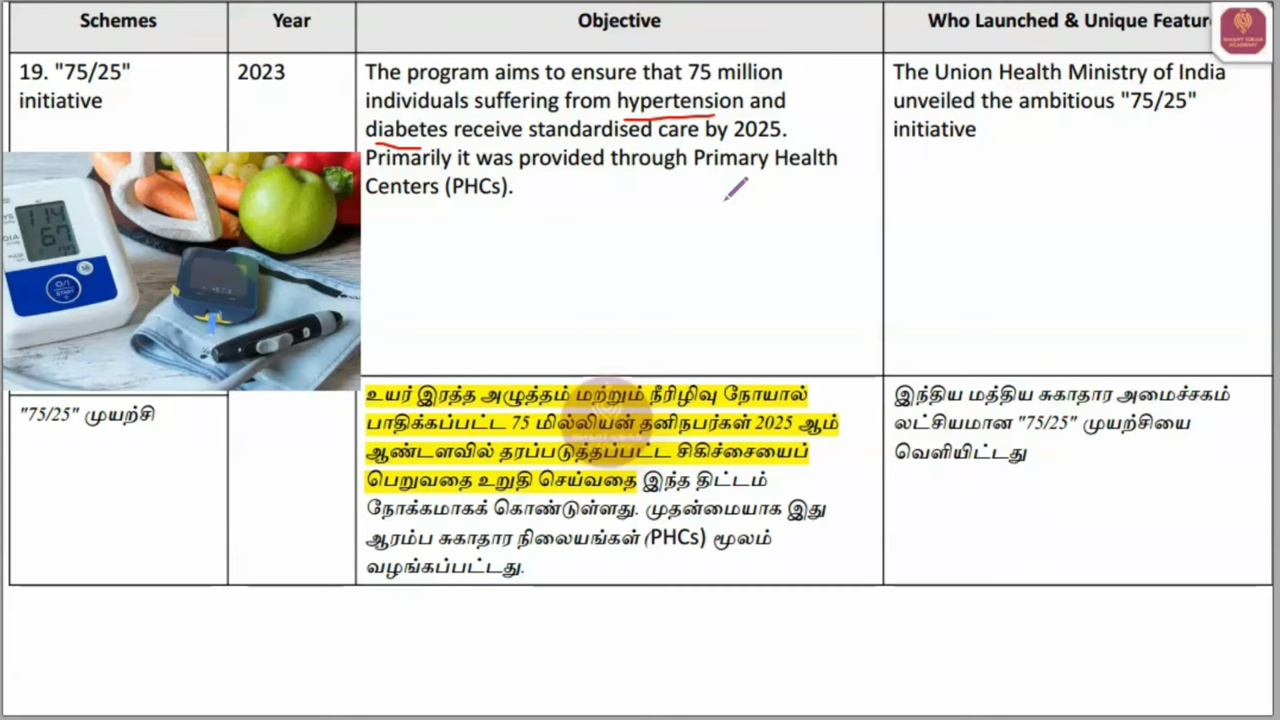 Schemes
Year
Objective
Who Launched & Unique Featur
SMART IDEAS
ACADEMY
19. "75/25"
initiative
2023
The program aims to ensure that 75 million
individuals suffering from hypertension and
diabetes receive standardised care by 2025.
Primarily it was provided through Primary Health
Centers (PHCs).
The Union Health Ministry of India
unveiled the ambitious "75/25"
initiative
114
67
"75/25" முயற்சி
உயர் இரத்த அழுத்தம் மற்றும் நீரிழிவு நோயால்
பாதிக்கப்பட்ட 75 மில்லியன் தனிநபர்கள் 2025 ஆம்
ஆண்டளவில் தரப்படுத்தப்பட்ட சிகிச்சையைப்
பெறுவதை உறுதி செய்வதை இந்த திட்டம்
நோக்கமாகக் கொண்டுள்ளது. முதன்மையாக இது
ஆரம்ப சுகாதார நிலையங்கள் (PHCs) மூலம்
வழங்கப்பட்டது.
இந்திய மத்திய சுகாதார அமைச்சகம்
லட்சியமான "75/25" முயற்சியை
வெளியிட்டது